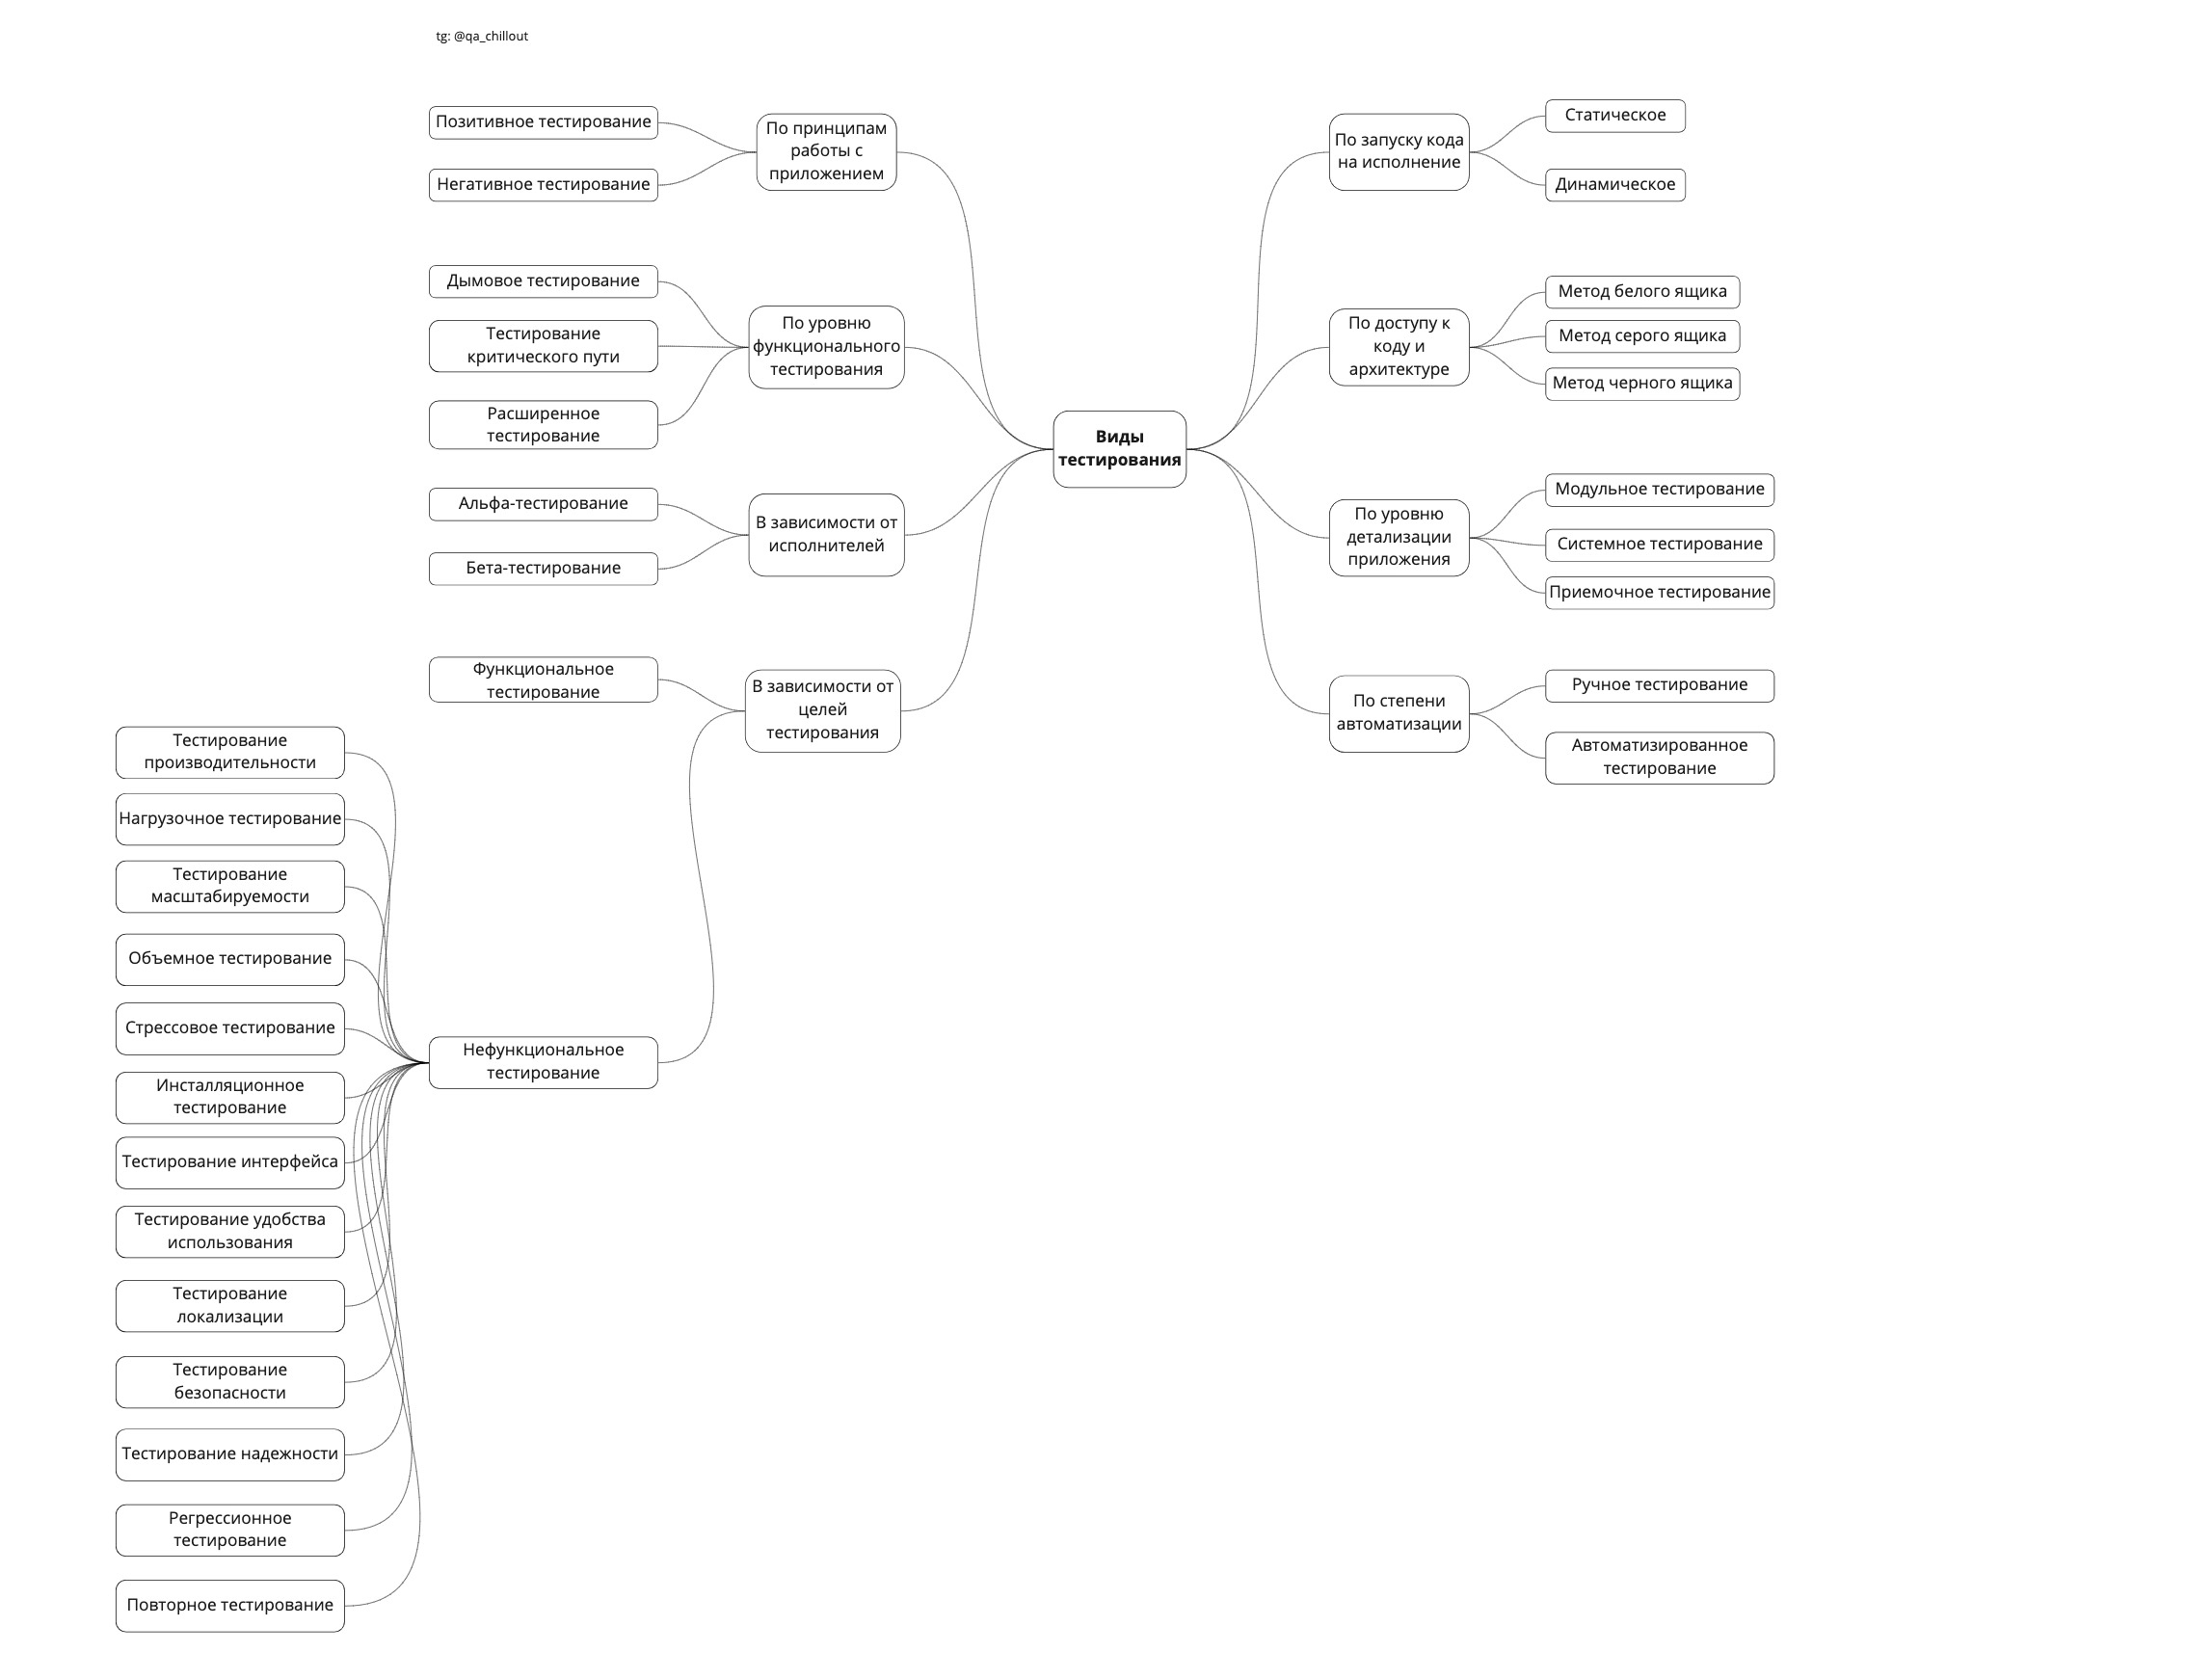 tg: @qa_chillout
Позитивное тестирование
Негативное тестирование
По принципам
работы с
приложением
Дымовое тестирование
Тестирование
критического пути
Расширенное
тестирование
По уровню
функционального
тестирования
Альфа-тестирование
Бета-тестирование
В зависимости от
исполнителей
Функциональное
тестирование
В зависимости от
целей
тестирования
Нефункциональное
тестирование
Тестирование
производительности
Нагрузочное тестирование
Тестирование
масштабируемости
Объемное тестирование
Стрессовое тестирование
Инсталляционное
тестирование
Тестирование интерфейса
Тестирование удобства
использования
Тестирование
локализации
Тестирование
безопасности
Тестирование надежности
Регрессионное
тестирование
Повторное тестирование
Виды
тестирования
По запуску кода
на исполнение
Статическое
Динамическое
По доступу к
коду и
архитектуре
Метод белого ящика
Метод серого ящика
Метод черного ящика
По уровню
детализации
приложения
Модульное тестирование
Системное тестирование
Приемочное тестирование
По степени
автоматизации
Ручное тестирование
Автоматизированное
тестирование